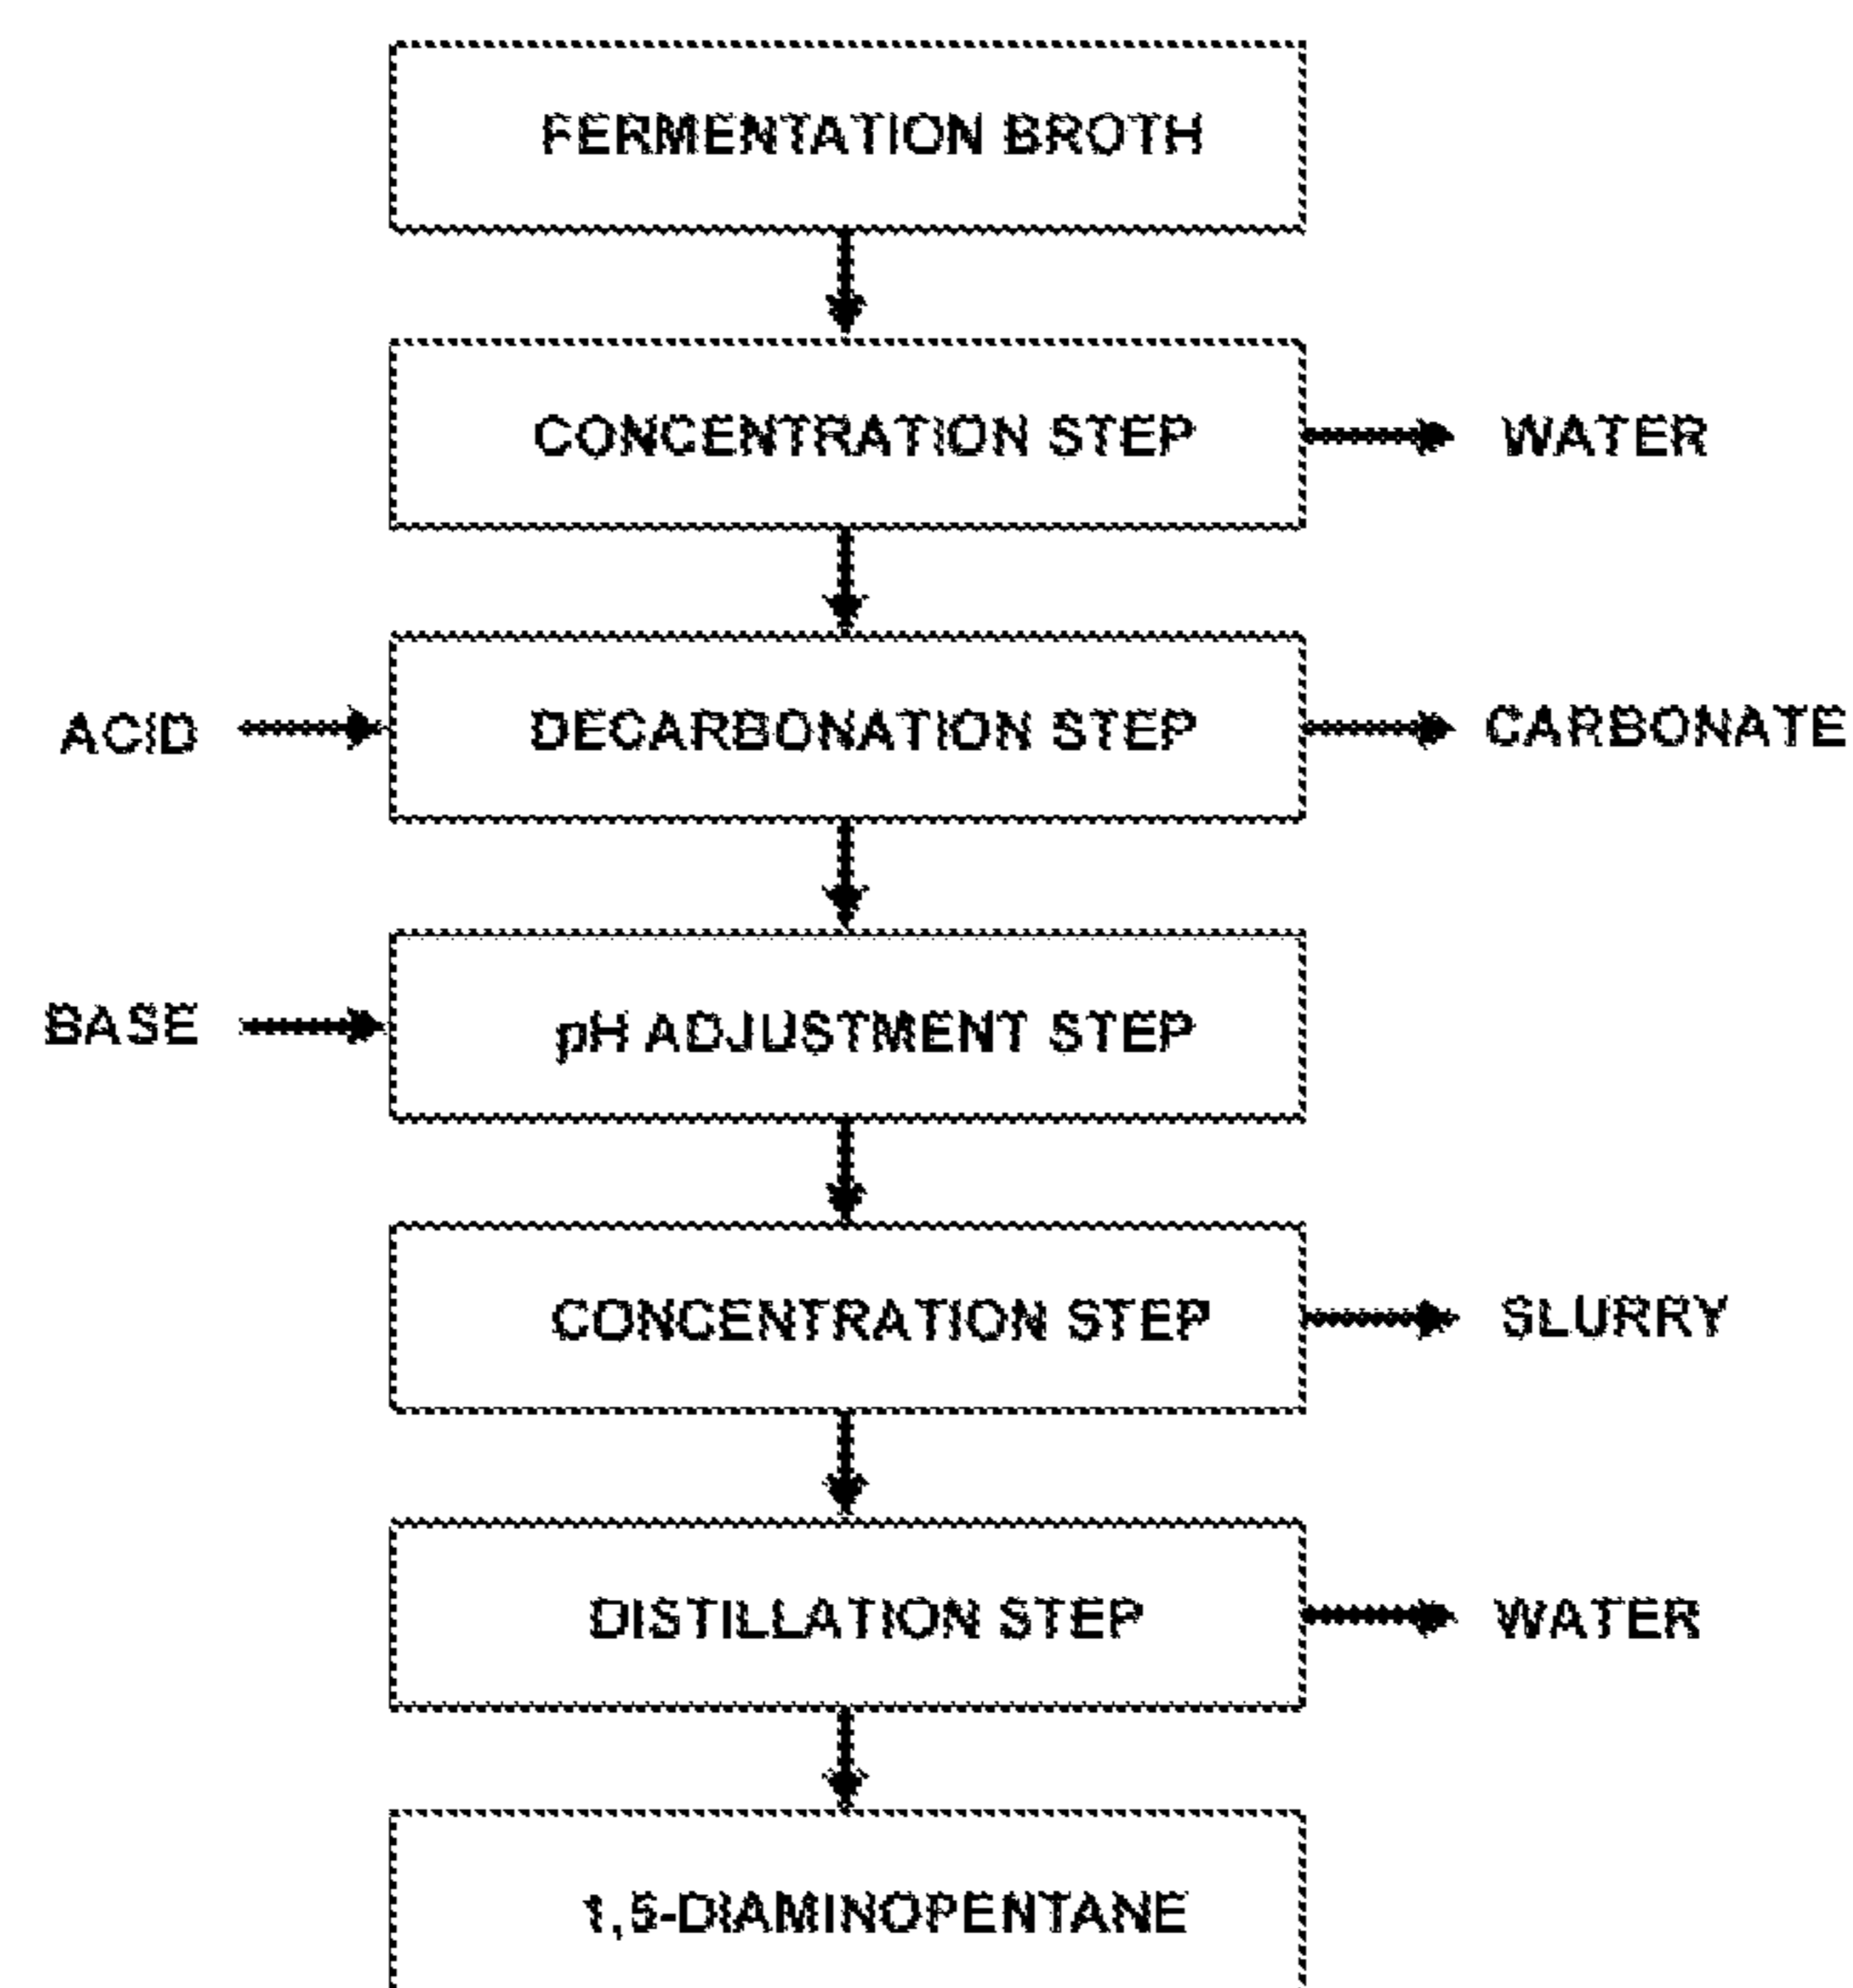 FERMENTATION BROTH
CONCENTRATION STEP
WATER
ACID
DECARBONATION STEP
CARBONATE
BASE
pH ADJUSTMENT STEP
CONCENTRATION STEP
SLURRY
DISTILLATION STEP
WATER
1,5-DIAMINOPENTANE